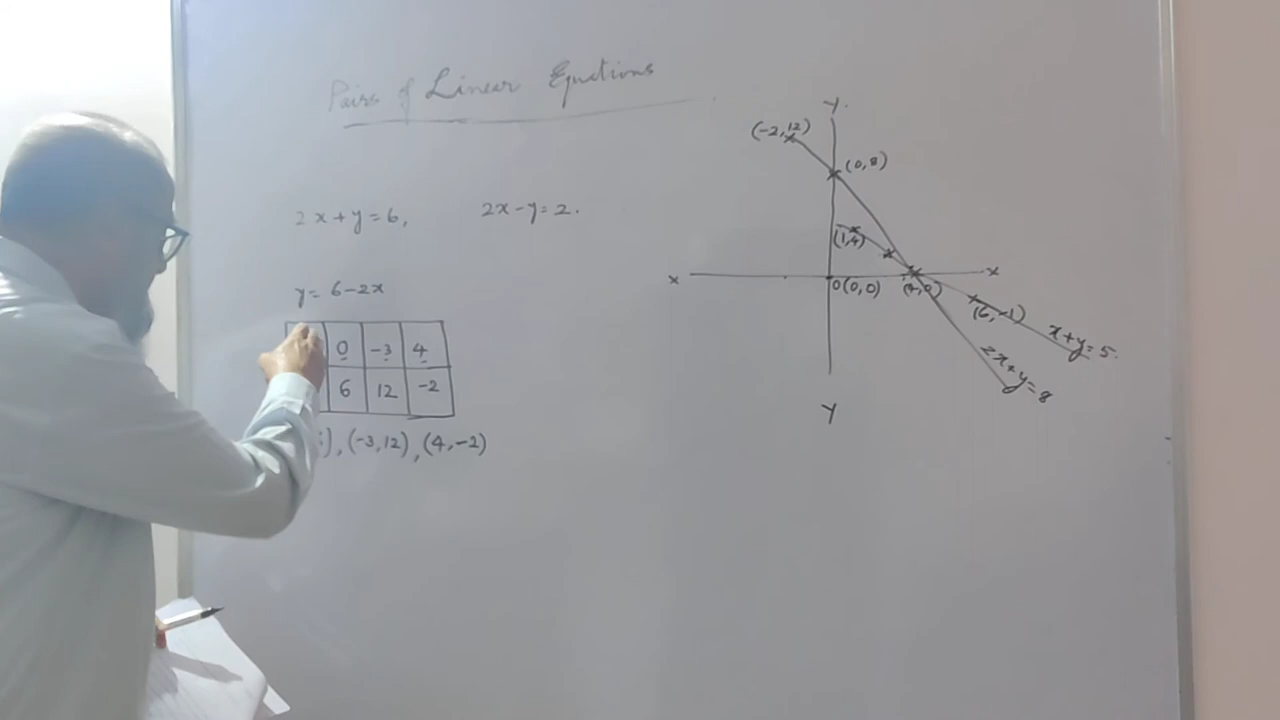 Pairs of Linear Equations
2x+y=6,
2x-y=2.
y= 6-2x
0 -3 4
6 12 -2
), (-3,12), (4,-2)
Y
(-2,12)
(0,8)
(1,4)
x
x
0(0,0)
(4,0)
(6,-1)
x+y=5.
2x+y=8
Y